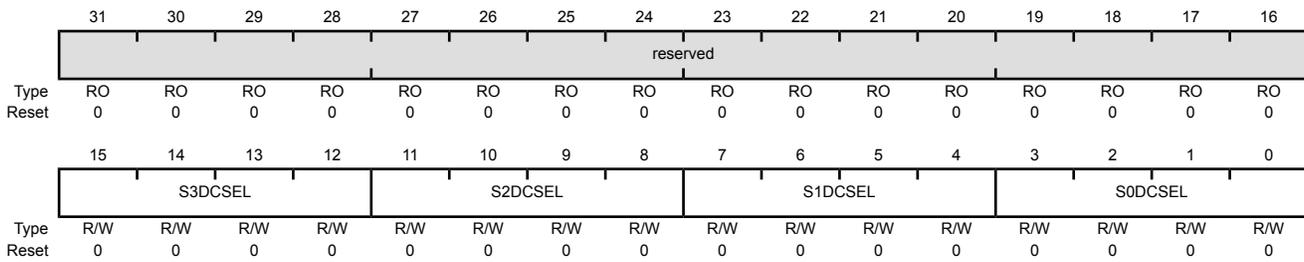 31 30 29 28 27 26 25 24 23 22 21 20 19 18 17 16
reserved
Type RO RO RO RO RO RO RO RO RO RO RO RO RO RO RO RO
Reset 0 0 0 0 0 0 0 0 0 0 0 0 0 0 0 0
15 14 13 12 11 10 9 8 7 6 5 4 3 2 1 0
S3DCSEL S2DCSEL S1DCSEL S0DCSEL
Type R/W R/W R/W R/W R/W R/W R/W R/W R/W R/W R/W R/W R/W R/W R/W R/W
Reset 0 0 0 0 0 0 0 0 0 0 0 0 0 0 0 0